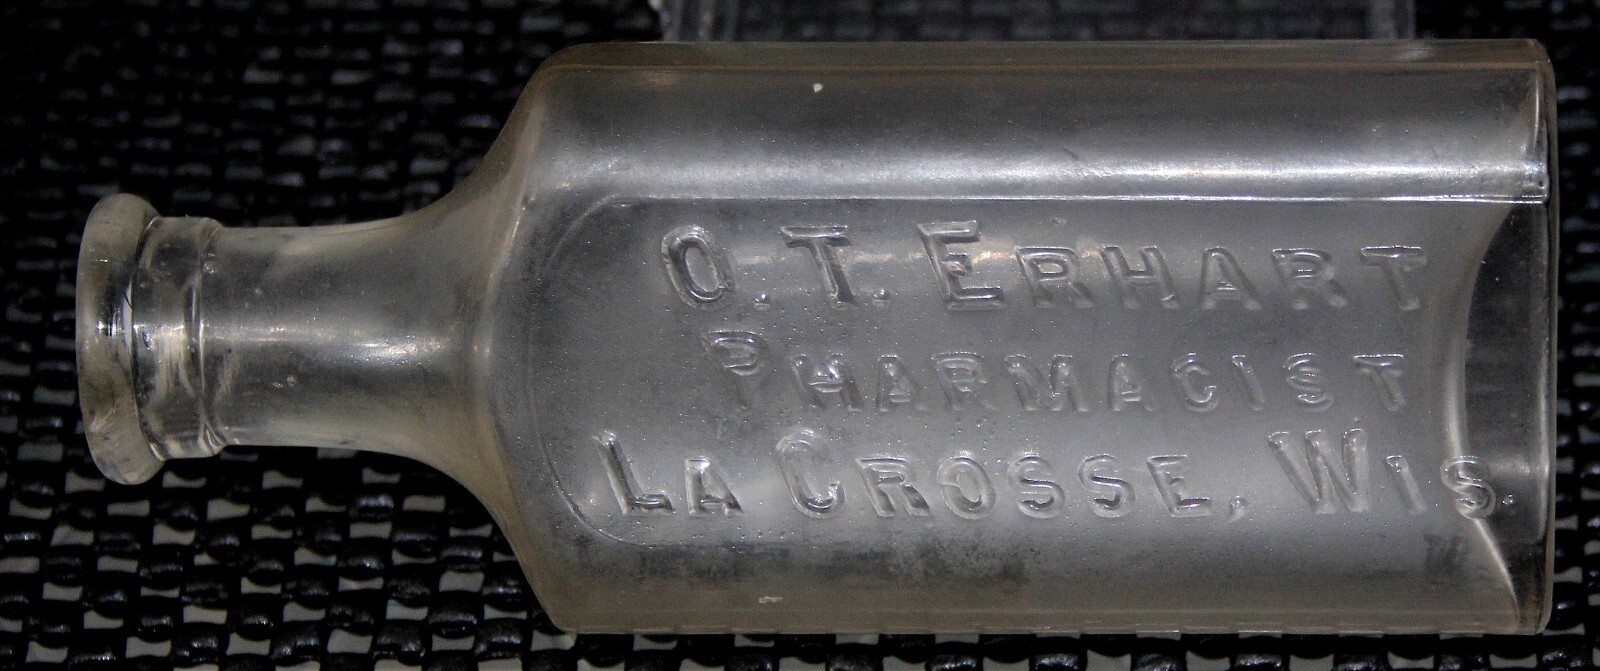 O. T. ERHART
PHARMACIST
LA CROSSE, WIS.